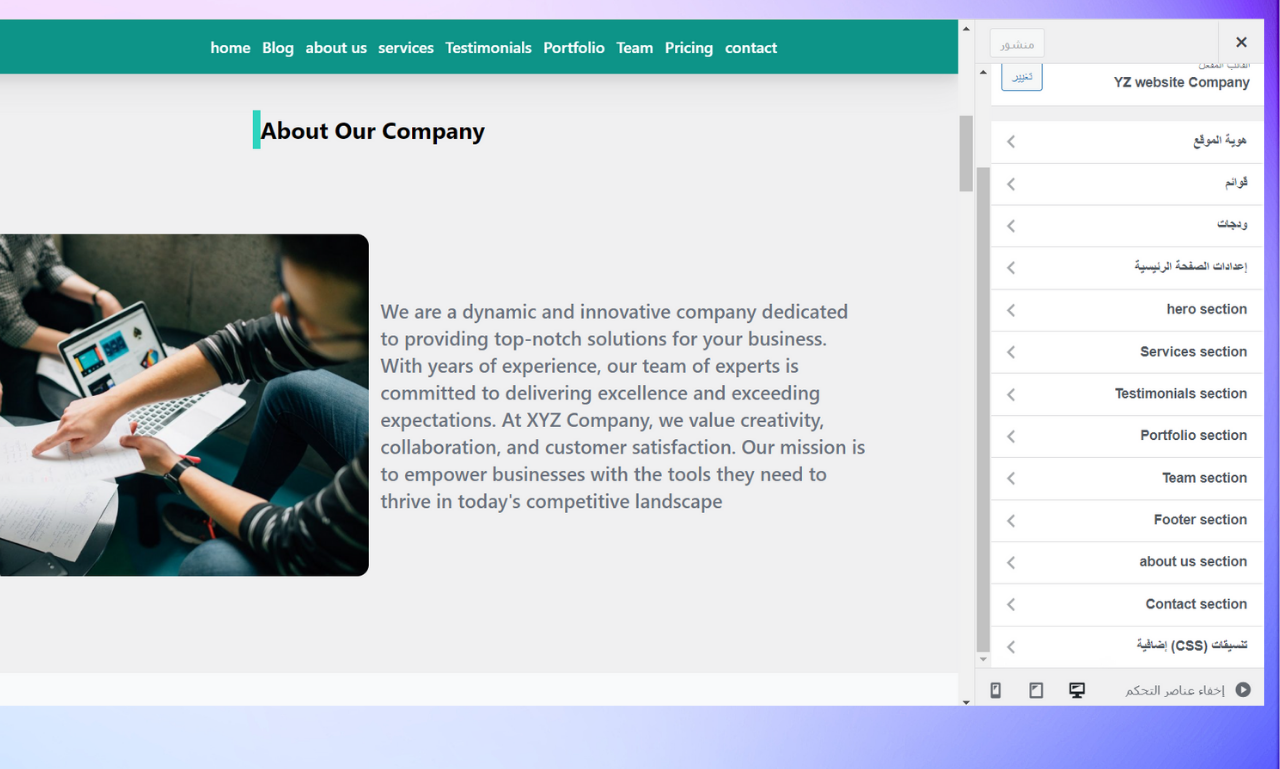 home Blog about us services Testimonials Portfolio Team Pricing contact
About Our Company
We are a dynamic and innovative company dedicated
to providing top-notch solutions for your business.
With years of experience, our team of experts is
committed to delivering excellence and exceeding
expectations. At XYZ Company, we value creativity,
collaboration, and customer satisfaction. Our mission is
to empower businesses with the tools they need to
thrive in today's competitive landscape
منشور
القالب المفعل
تغيير
YZ website Company
هوية الموقع
قوائم
ودجات
إعدادات الصفحة الرئيسية
hero section
Services section
Testimonials section
Portfolio section
Team section
Footer section
about us section
Contact section
تنسيقات (CSS) إضافية
إخفاء عناصر التحكم